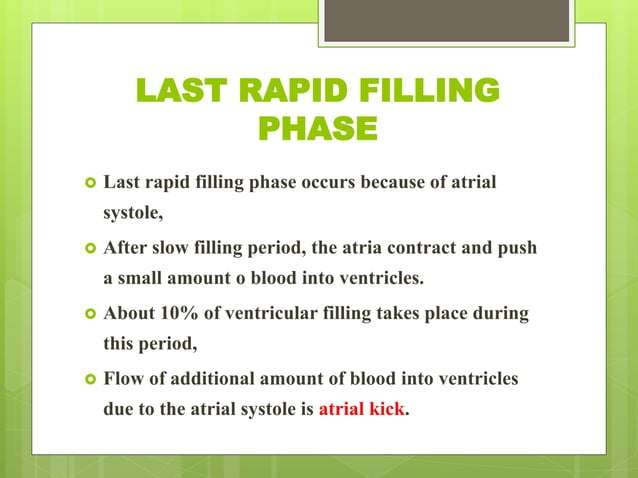 LAST RAPID FILLING
PHASE
Last rapid filling phase occurs because of atrial
systole,
After slow filling period, the atria contract and push
a small amount o blood into ventricles.
About 10% of ventricular filling takes place during
this period,
Flow of additional amount of blood into ventricles
due to the atrial systole is atrial kick.